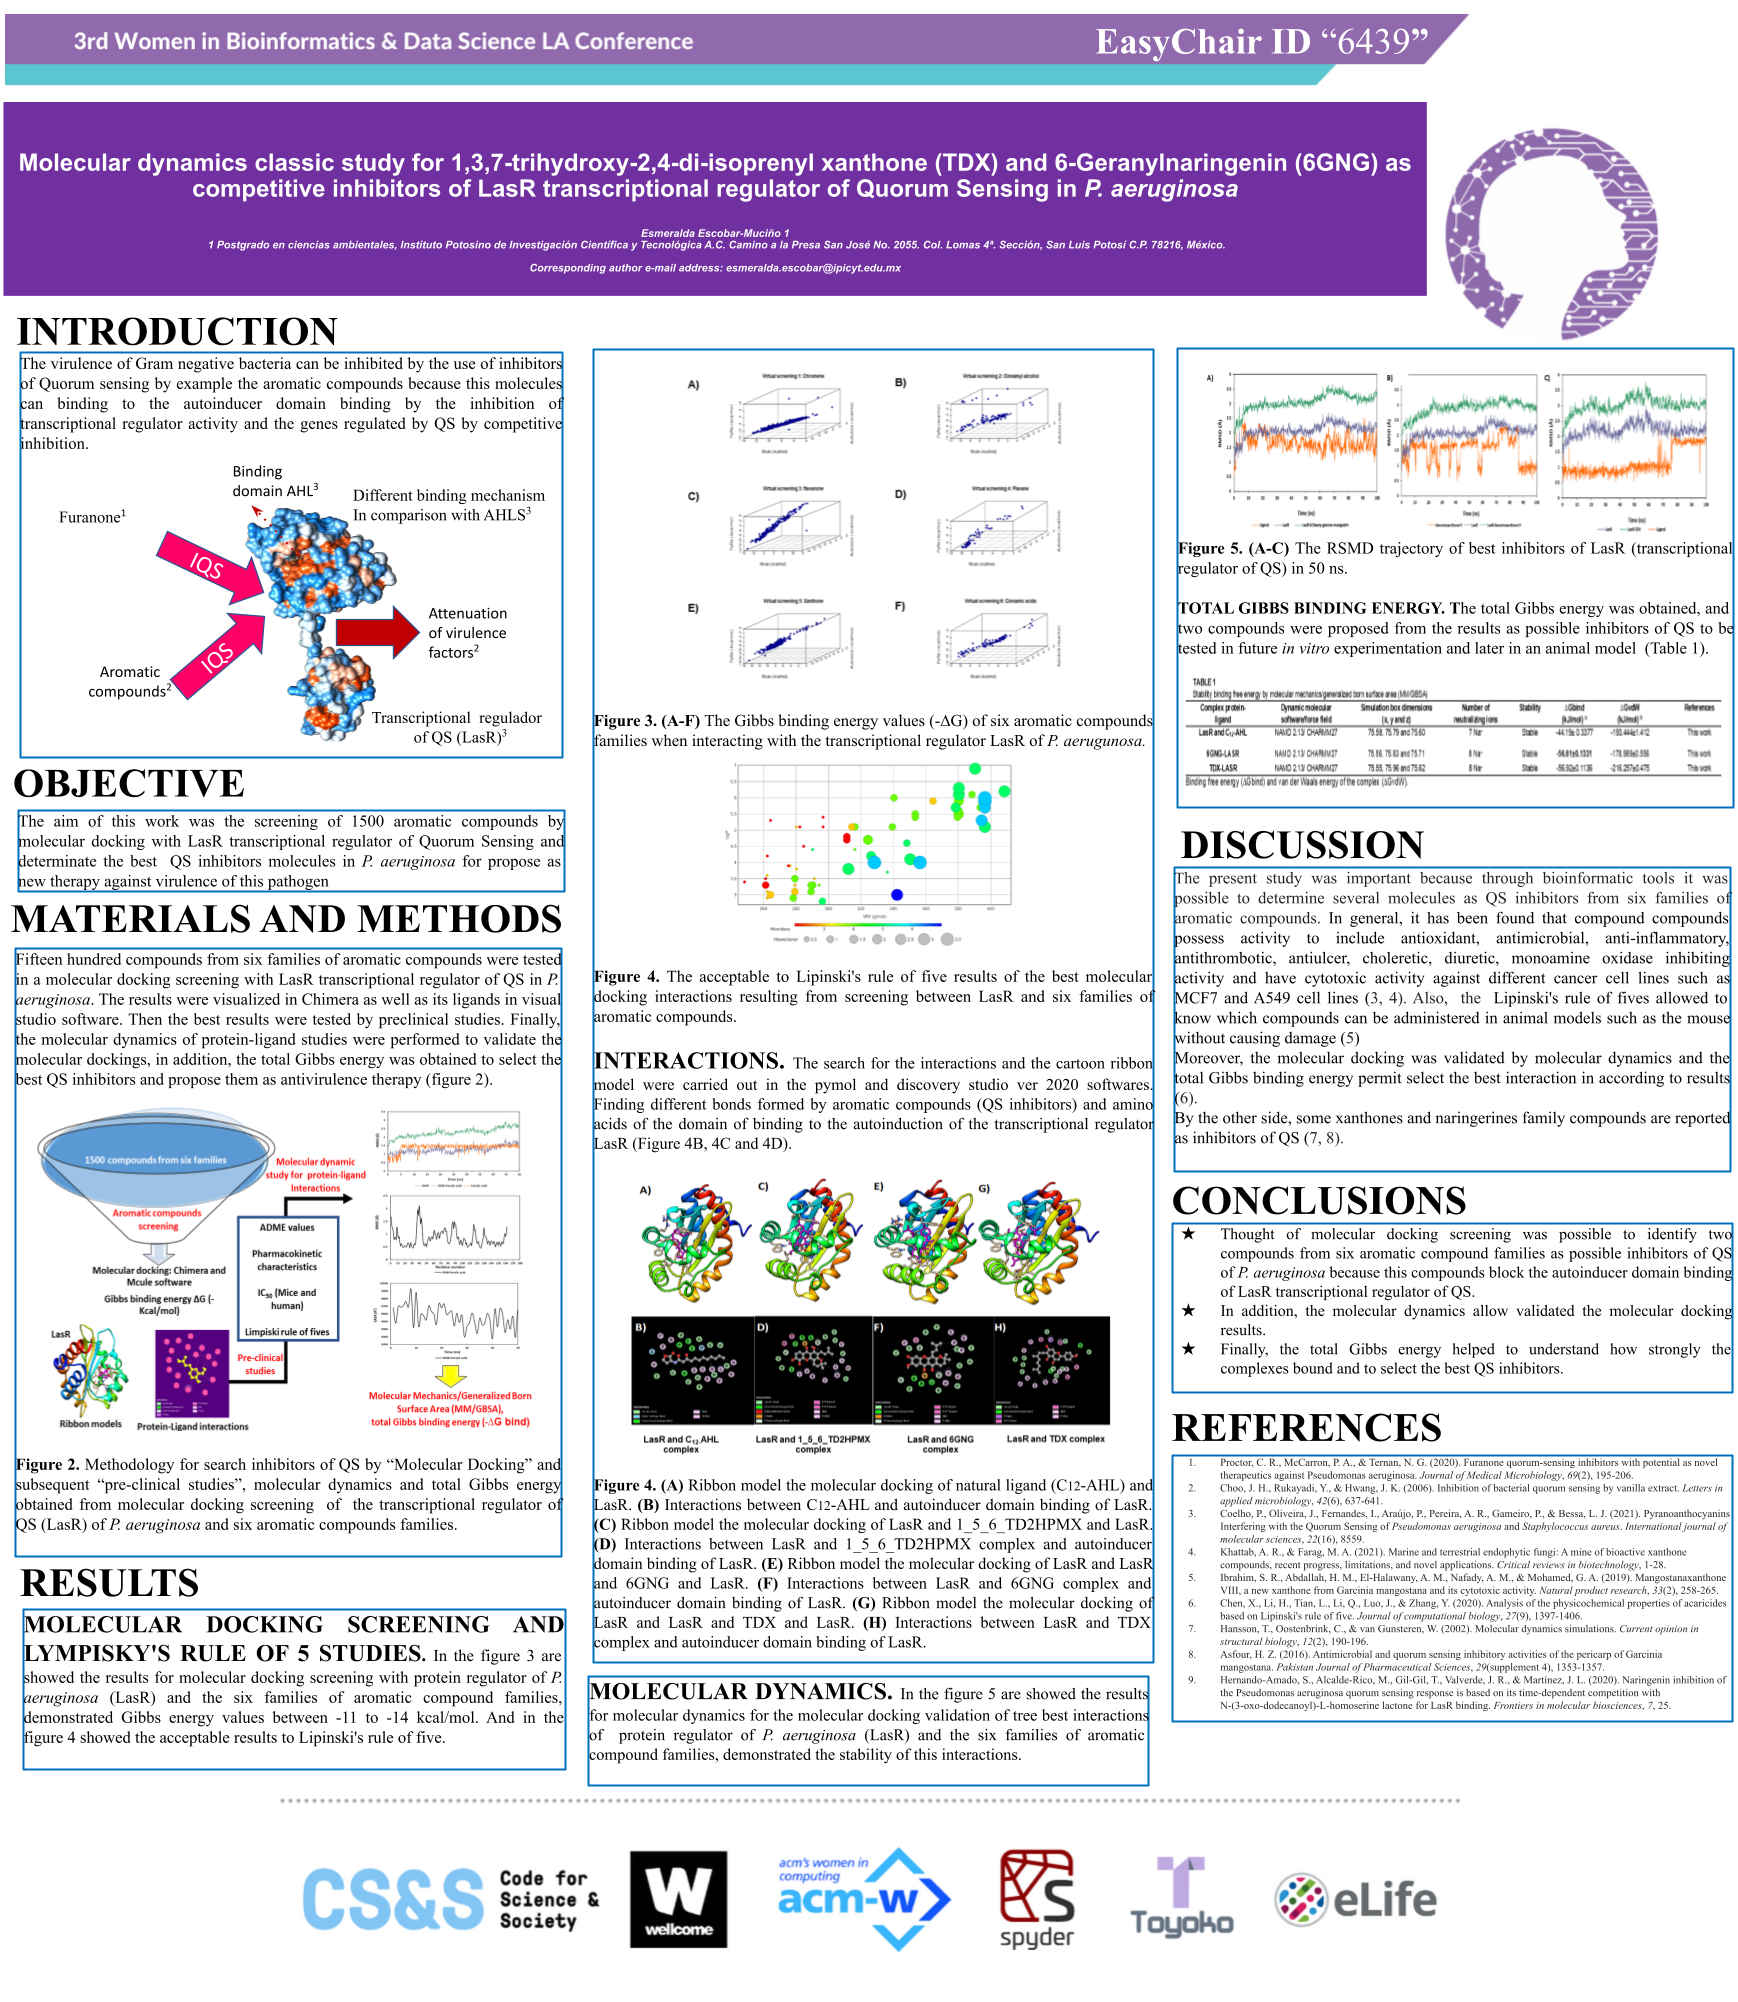 3rd Women in Bioinformatics & Data Science LA Conference
EasyChair ID “6439”
Molecular dynamics classic study for 1,3,7-trihydroxy-2,4-di-isoprenyl xanthone (TDX) and 6-Geranylnaringenin (6GNG) as
competitive inhibitors of LasR transcriptional regulator of Quorum Sensing in P. aeruginosa
Esmeralda Escobar-Muciño 1
1 Postgrado en ciencias ambientales, Instituto Potosino de Investigación Científica y Tecnológica A.C. Camino a la Presa San José No. 2055. Col. Lomas 4ª. Sección, San Luis Potosí C.P. 78216, México.
Corresponding author e-mail address: esmeralda.escobar@ipicyt.edu.mx
INTRODUCTION
The virulence of Gram negative bacteria can be inhibited by the use of inhibitors
of Quorum sensing by example the aromatic compounds because this molecules
can binding to the autoinducer domain binding by the inhibition of
transcriptional regulator activity and the genes regulated by QS by competitive
inhibition.
Binding
domain AHL3
Different binding mechanism
In comparison with AHLS3
Furanone1
IQS
IQS
Attenuation
of virulence
factors2
Aromatic
compounds2
Transcriptional regulador
of QS (LasR)3
OBJECTIVE
The aim of this work was the screening of 1500 aromatic compounds by
molecular docking with LasR transcriptional regulator of Quorum Sensing and
determinate the best QS inhibitors molecules in P. aeruginosa for propose as
new therapy against virulence of this pathogen
MATERIALS AND METHODS
Fifteen hundred compounds from six families of aromatic compounds were tested
in a molecular docking screening with LasR transcriptional regulator of QS in P.
aeruginosa. The results were visualized in Chimera as well as its ligands in visual
studio software. Then the best results were tested by preclinical studies. Finally,
the molecular dynamics of protein-ligand studies were performed to validate the
molecular dockings, in addition, the total Gibbs energy was obtained to select the
best QS inhibitors and propose them as antivirulence therapy (figure 2).
1500 compounds from six families
Aromatic compounds
screening
Molecular dynamic
study for protein-ligand
Interactions
Molecular docking: Chimera and
Mcule software
Gibbs binding energy ΔG (-
Kcal/mol)
ADME values
Pharmacokinetic
characteristics
IC50 (Mice and
human)
Limpiski rule of fives
LasR
Ribbon models
Protein-Ligand interactions
Pre-clinical
studies
Molecular Mechanics/Generalized Born
Surface Area (MM/GBSA),
total Gibbs binding energy (-ΔG bind)
Figure 2. Methodology for search inhibitors of QS by “Molecular Docking” and
subsequent “pre-clinical studies”, molecular dynamics and total Gibbs energy
obtained from molecular docking screening of the transcriptional regulator of
QS (LasR) of P. aeruginosa and six aromatic compounds families.
RESULTS
MOLECULAR DOCKING SCREENING AND
LYMPISKY'S RULE OF 5 STUDIES. In the figure 3 are
showed the results for molecular docking screening with protein regulator of P.
aeruginosa (LasR) and the six families of aromatic compound families,
demonstrated Gibbs energy values between -11 to -14 kcal/mol. And in the
figure 4 showed the acceptable results to Lipinski's rule of five.
A) Virtual screening 1: Chromene
B) Virtual screening 2: Cinnamyl alcohol
C) Virtual screening 3: flavanone
D) Virtual screening 4: Flavane
E) Virtual screening 5: Xanthone
F) Virtual screening 6: Cinnamic acids
Figure 3. (A-F) The Gibbs binding energy values (-ΔG) of six aromatic compounds
families when interacting with the transcriptional regulator LasR of P. aerugunosa.
Figure 4. The acceptable to Lipinski's rule of five results of the best molecular
docking interactions resulting from screening between LasR and six families of
aromatic compounds.
INTERACTIONS. The search for the interactions and the cartoon ribbon
model were carried out in the pymol and discovery studio ver 2020 softwares.
Finding different bonds formed by aromatic compounds (QS inhibitors) and amino
acids of the domain of binding to the autoinduction of the transcriptional regulator
LasR (Figure 4B, 4C and 4D).
A) C) E) G)
B) D) F) H)
LasR and C12-AHL
complex
LasR and 1_5_6_TD2HPMX
complex
LasR and 6GNG
complex
LasR and TDX complex
Figure 4. (A) Ribbon model the molecular docking of natural ligand (C12-AHL) and
LasR. (B) Interactions between C12-AHL and autoinducer domain binding of LasR.
(C) Ribbon model the molecular docking of LasR and 1_5_6_TD2HPMX and LasR.
(D) Interactions between LasR and 1_5_6_TD2HPMX complex and autoinducer
domain binding of LasR. (E) Ribbon model the molecular docking of LasR and LasR
and 6GNG and LasR. (F) Interactions between LasR and 6GNG complex and
autoinducer domain binding of LasR. (G) Ribbon model the molecular docking of
LasR and LasR and TDX and LasR. (H) Interactions between LasR and TDX
complex and autoinducer domain binding of LasR.
MOLECULAR DYNAMICS. In the figure 5 are showed the results
for molecular dynamics for the molecular docking validation of tree best interactions
of protein regulator of P. aeruginosa (LasR) and the six families of aromatic
compound families, demonstrated the stability of this interactions.
A) B) C)
Figure 5. (A-C) The RSMD trajectory of best inhibitors of LasR (transcriptional
regulator of QS) in 50 ns.
TOTAL GIBBS BINDING ENERGY. The total Gibbs energy was obtained, and
two compounds were proposed from the results as possible inhibitors of QS to be
tested in future in vitro experimentation and later in an animal model (Table 1).
TABLE 1
Stability binding free energy by molecular mechanics/generalized born surface area (MM/GBSA)
Complex protein-ligand Dynamic molecular software/force field Simulation box dimensions (x, y and z) Number of neutralizing ions Stability ΔGbind (kJ/mol) ΔGvdW (kJ/mol) References
LasR and C12-AHL NAMD 2.13/ CHARMM27 75.58, 75.79 and 75.60 7 Na+ Stable -44.19± 0.3377 -193.444±1.412 This work
6GNG-LASR NAMD 2.13/ CHARMM27 75.56, 75.83 and 75.71 8 Na+ Stable -56.81±0.1331 -178.989±0.556 This work
TDX-LASR NAMD 2.13/ CHARMM27 75.55, 75.96 and 75.62 8 Na+ Stable -56.92±0.1136 -216.257±0.475 This work
Binding free energy (ΔGbind) and van der Waals energy of the complex (ΔGvdW).
DISCUSSION
The present study was important because through bioinformatic tools it was
possible to determine several molecules as QS inhibitors from six families of
aromatic compounds. In general, it has been found that compound compounds
possess activity to include antioxidant, antimicrobial, anti-inflammatory,
antithrombotic, antiulcer, choleretic, diuretic, monoamine oxidase inhibiting
activity and have cytotoxic activity against different cancer cell lines such as
MCF7 and A549 cell lines (3, 4). Also, the Lipinski's rule of fives allowed to
know which compounds can be administered in animal models such as the mouse
without causing damage (5)
Moreover, the molecular docking was validated by molecular dynamics and the
total Gibbs binding energy permit select the best interaction in according to results
(6).
By the other side, some xanthones and naringerines family compounds are reported
as inhibitors of QS (7, 8).
CONCLUSIONS
★ Thought of molecular docking screening was possible to identify two
compounds from six aromatic compound families as possible inhibitors of QS
of P. aeruginosa because this compounds block the autoinducer domain binding
of LasR transcriptional regulator of QS.
★ In addition, the molecular dynamics allow validated the molecular docking
results.
★ Finally, the total Gibbs energy helped to understand how strongly the
complexes bound and to select the best QS inhibitors.
REFERENCES
1. Proctor, C. R., McCarron, P. A., & Ternan, N. G. (2020). Furanone quorum-sensing inhibitors with potential as novel
therapeutics against Pseudomonas aeruginosa. Journal of Medical Microbiology, 69(2), 195-206.
2. Choo, J. H., Rukayadi, Y., & Hwang, J. K. (2006). Inhibition of bacterial quorum sensing by vanilla extract. Letters in
applied microbiology, 42(6), 637-641.
3. Coelho, P., Oliveira, J., Fernandes, I., Araújo, P., Pereira, A. R., Gameiro, P., & Bessa, L. J. (2021). Pyranoanthocyanins
Interfering with the Quorum Sensing of Pseudomonas aeruginosa and Staphylococcus aureus. International journal of
molecular sciences, 22(16), 8559.
4. Khattab, A. R., & Farag, M. A. (2021). Marine and terrestrial endophytic fungi: A mine of bioactive xanthone
compounds, recent progress, limitations, and novel applications. Critical reviews in biotechnology, 1-28.
5. Ibrahim, S. R., Abdallah, H. M., El-Halawany, A. M., Nafady, A. M., & Mohamed, G. A. (2019). Mangostanaxanthone
VIII, a new xanthone from Garcinia mangostana and its cytotoxic activity. Natural product research, 33(2), 258-265.
6. Chen, X., Li, H., Tian, L., Li, Q., Luo, J., & Zhang, Y. (2020). Analysis of the physicochemical properties of acaricides
based on Lipinski's rule of five. Journal of computational biology, 27(9), 1397-1406.
7. Hansson, T., Oostenbrink, C., & van Gunsteren, W. (2002). Molecular dynamics simulations. Current opinion in
structural biology, 12(2), 190-196.
8. Asfour, H. Z. (2016). Antimicrobial and quorum sensing inhibitory activities of the pericarp of Garcinia
mangostana. Pakistan Journal of Pharmaceutical Sciences, 29(supplement 4), 1353-1357.
9. Hernando-Amado, S., Alcalde-Rico, M., Gil-Gil, T., Valverde, J. R., & Martínez, J. L. (2020). Naringenin inhibition of
the Pseudomonas aeruginosa quorum sensing response is based on its time-dependent competition with
N-(3-oxo-dodecanoyl)-L-homoserine lactone for LasR binding. Frontiers in molecular biosciences, 7, 25.
CS&S Code for
Science &
Society
W
wellcome
acm's women in
computing
acm-w
S
spyder
Toyoko
eLife